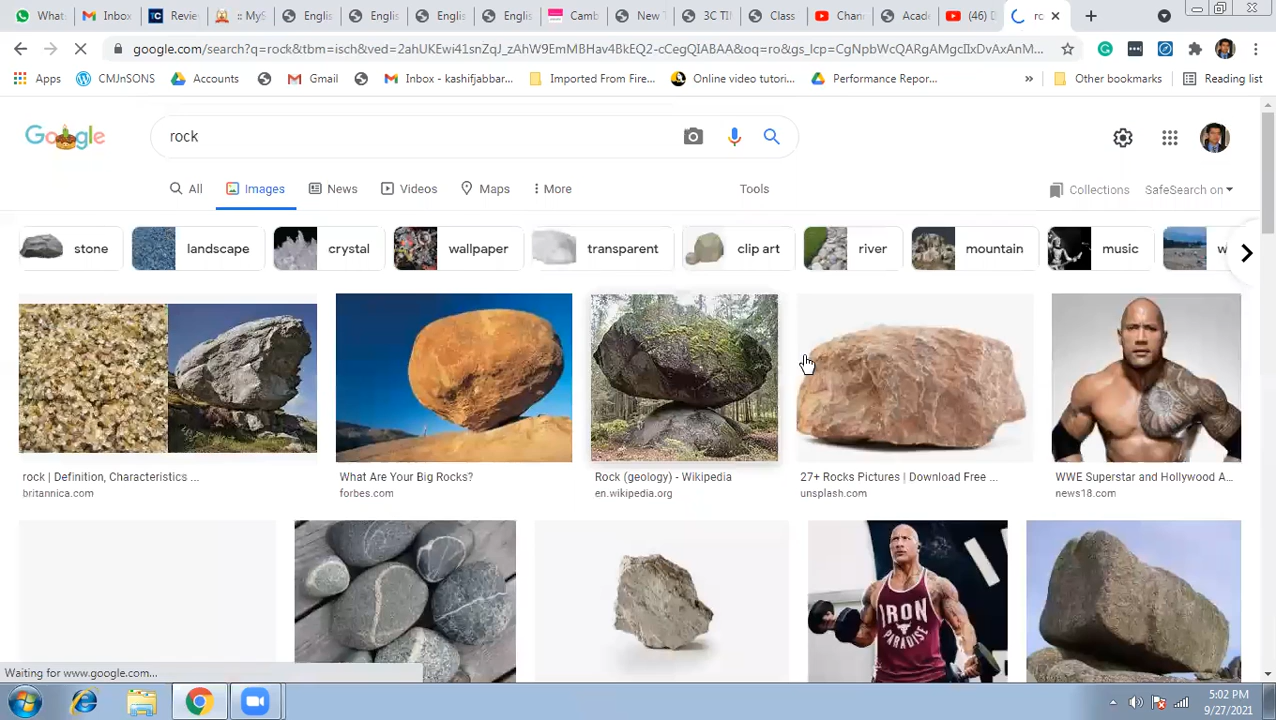 What
Inbox
Revie
:: MyS
Englis
Englis
Englis
Englis
Camb
New T
3C TI
Class
Chan
Acad
(46) D
ro
google.com/search?q=rock&tbm=isch&ved=2ahUKEwi41snZqJ_zAhW9EmMBHav4BkEQ2-cCegQIABAA&oq=ro&gs_lcp=CgNpbWcQARgAMgcIIxDvAxAnM...
Apps
CMJnSONS
Accounts
Gmail
Inbox - kashifjabbar...
Imported From Fire...
Online video tutori...
Performance Repor...
»
Other bookmarks
Reading list
Google
rock
All
Images
News
Videos
Maps
More
Tools
Collections
SafeSearch on
stone
landscape
crystal
wallpaper
transparent
clip art
river
mountain
music
w
rock | Definition, Characteristics ...
britannica.com
What Are Your Big Rocks?
forbes.com
Rock (geology) - Wikipedia
en.wikipedia.org
27+ Rocks Pictures | Download Free ...
unsplash.com
WWE Superstar and Hollywood A...
news18.com
IRON
PARADISE
Waiting for www.google.com...
5:02 PM
9/27/2021